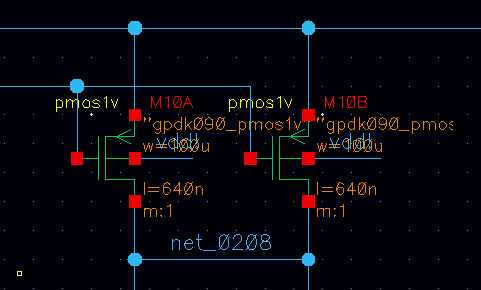 pmos1v M10A
"gpdk090_pmos1v
vdd!
w=100u
l=640n
m:1
pmos1v M10B
"gpdk090_pmos
vdd!
w=100u
l=640n
m:1
net_0208